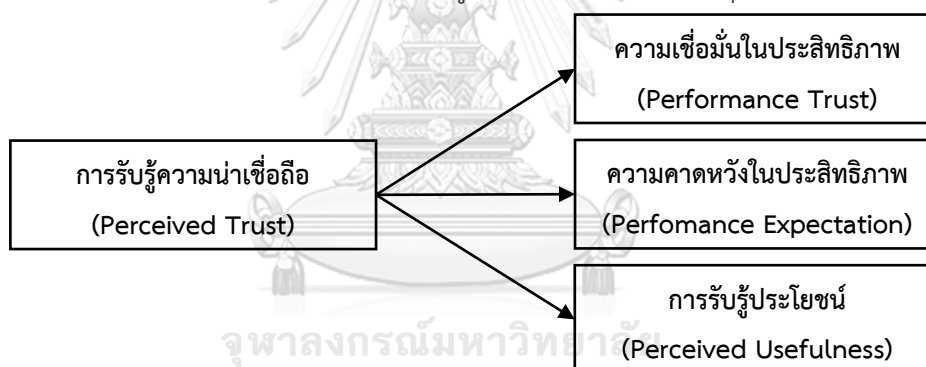 ความเชื่อมั่นในประสิทธิภาพ
(Performance Trust)
การรับรู้ความน่าเชื่อถือ
(Perceived Trust)
ความคาดหวังในประสิทธิภาพ
(Perfomance Expectation)
การรับรู้ประโยชน์
(Perceived Usefulness)
จุฬาลงกรณ์มหาวิทยาลัย